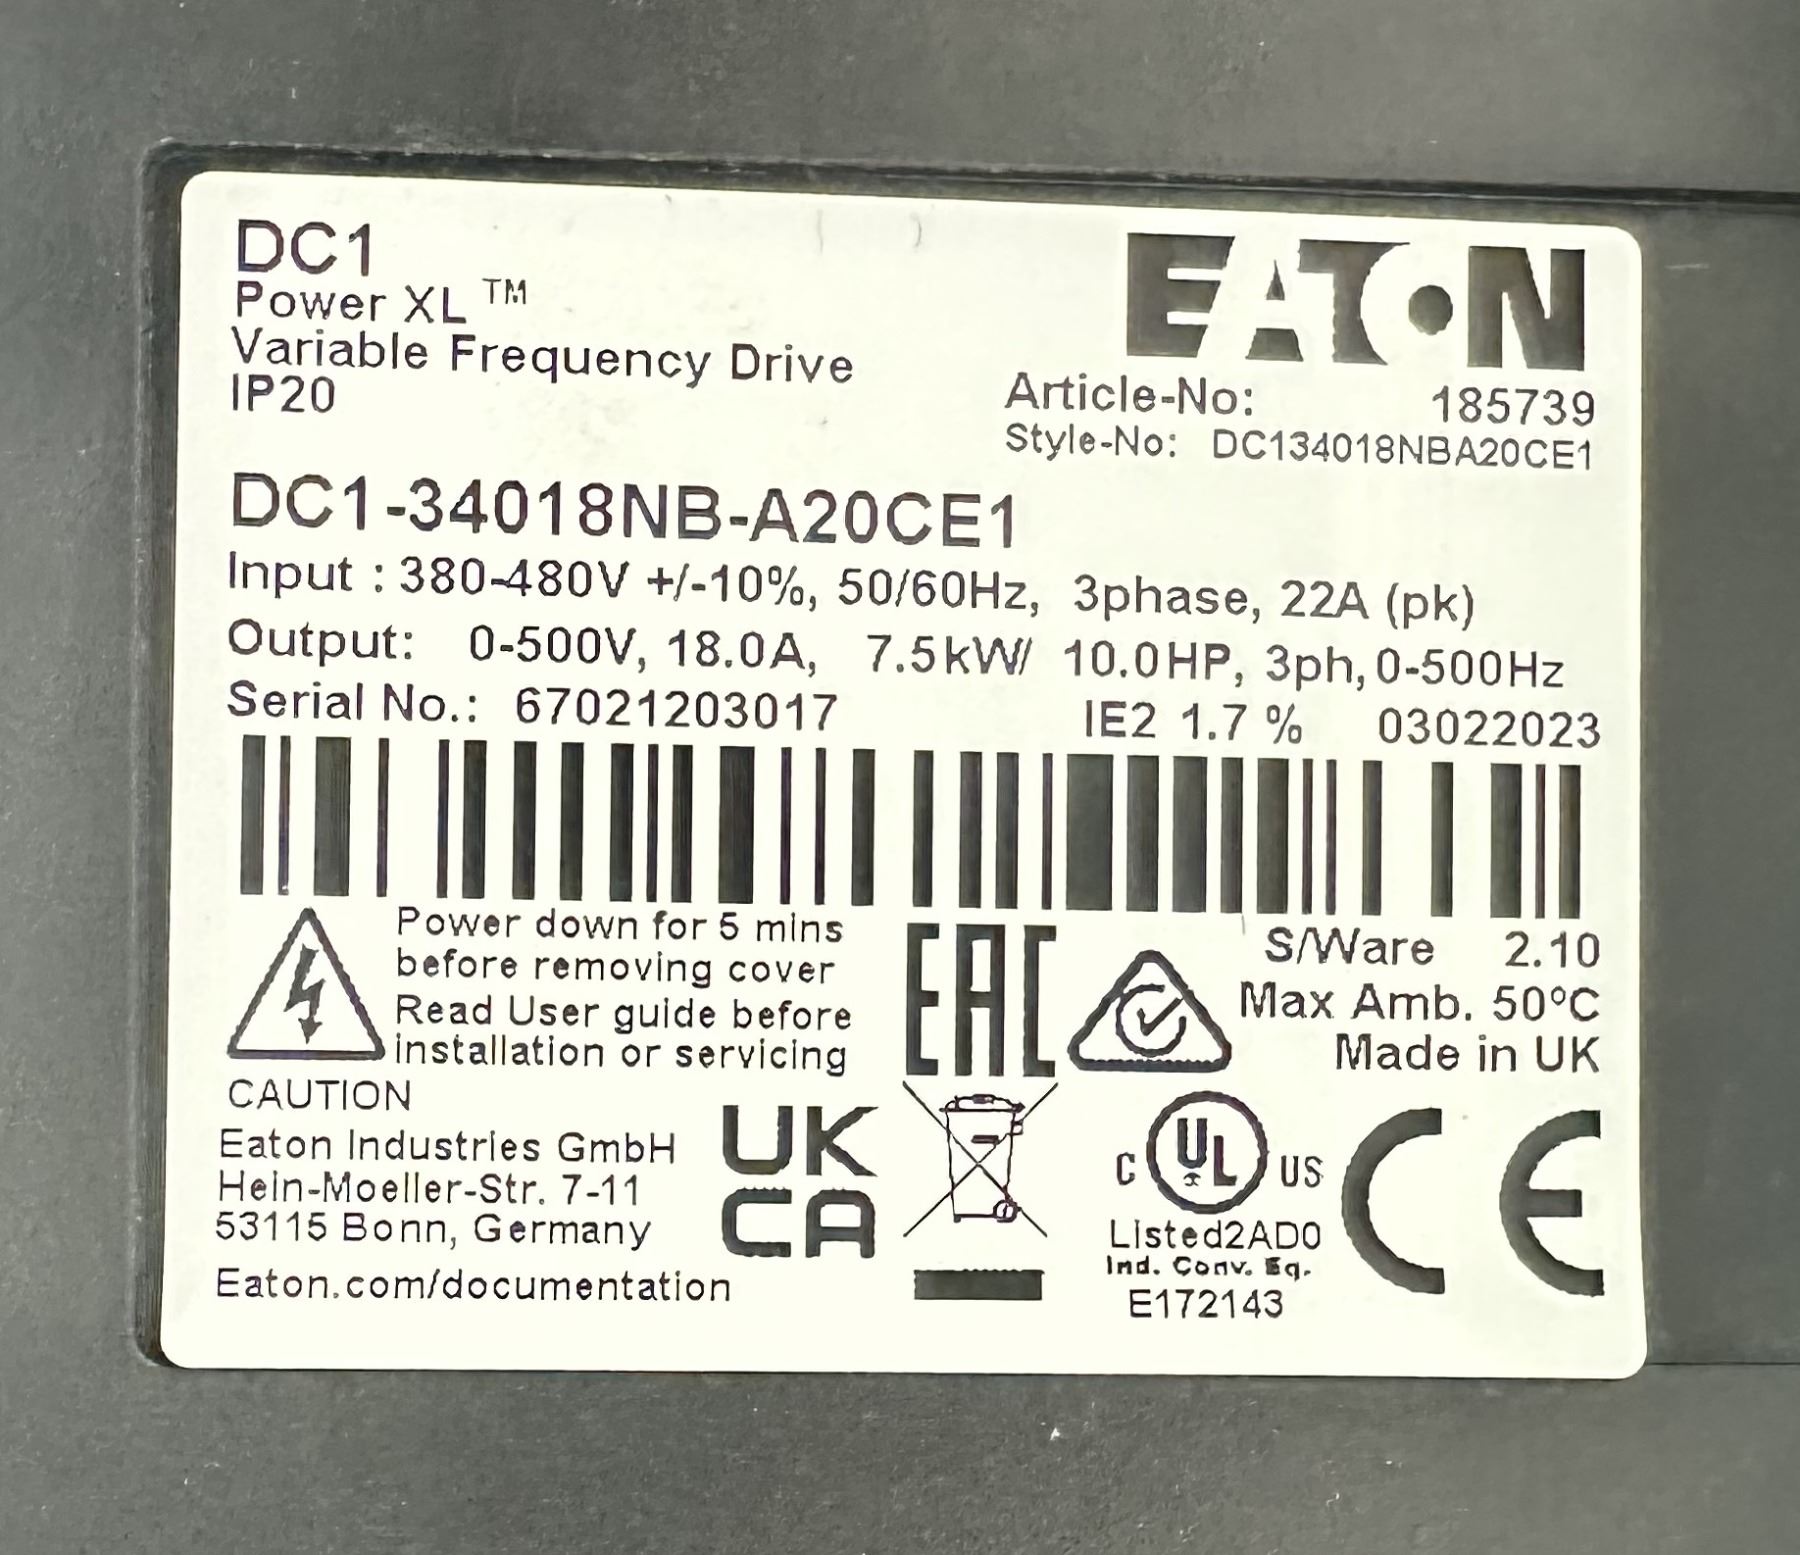 DC1
Power XL™
Variable Frequency Drive
IP20
EATON
Article-No: 185739
Style-No: DC134018NBA20CE1
DC1-34018NB-A20CE1
Input : 380-480V +/-10%, 50/60Hz, 3phase, 22A (pk)
Output: 0-500V, 18.0A, 7.5kW/ 10.0HP, 3ph, 0-500Hz
Serial No.: 67021203017 IE2 1.7 % 03022023
Power down for 5 mins
before removing cover
Read User guide before
installation or servicing
EAC
S/Ware 2.10
Max Amb. 50°C
Made in UK
CAUTION
Eaton Industries GmbH
Hein-Moeller-Str. 7-11
53115 Bonn, Germany
Eaton.com/documentation
UK
CA
C UL US
Listed2AD0
Ind. Conv. Eq.
E172143
CE